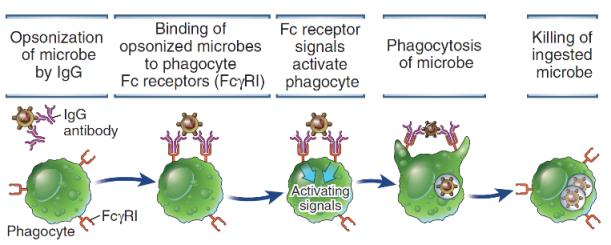 Opsonization
of microbe
by IgG
Binding of
opsonized microbes
to phagocyte
Fc receptors (FcγRI)
Fc receptor
signals
activate
phagocyte
Phagocytosis
of microbe
Killing of
ingested
microbe
IgG
antibody
Phagocyte
FcγRI
Activating
signals